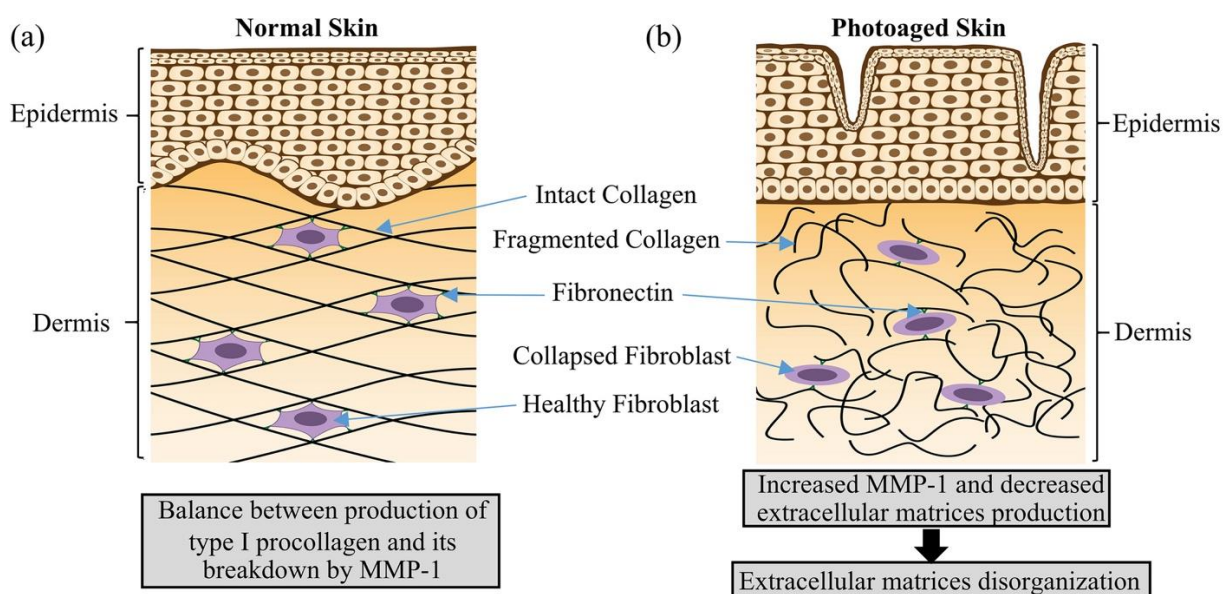 (a)
Normal Skin
(b)
Photoaged Skin
Epidermis
Epidermis
Intact Collagen
Fragmented Collagen
Fibronectin
Dermis
Dermis
Collapsed Fibroblast
Healthy Fibroblast
Balance between production of
type I procollagen and its
breakdown by MMP-1
Increased MMP-1 and decreased
extracellular matrices production
Extracellular matrices disorganization